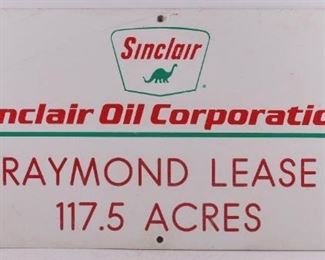 Sinclair
nclair Oil Corporatio
RAYMOND LEASE
117.5 ACRES